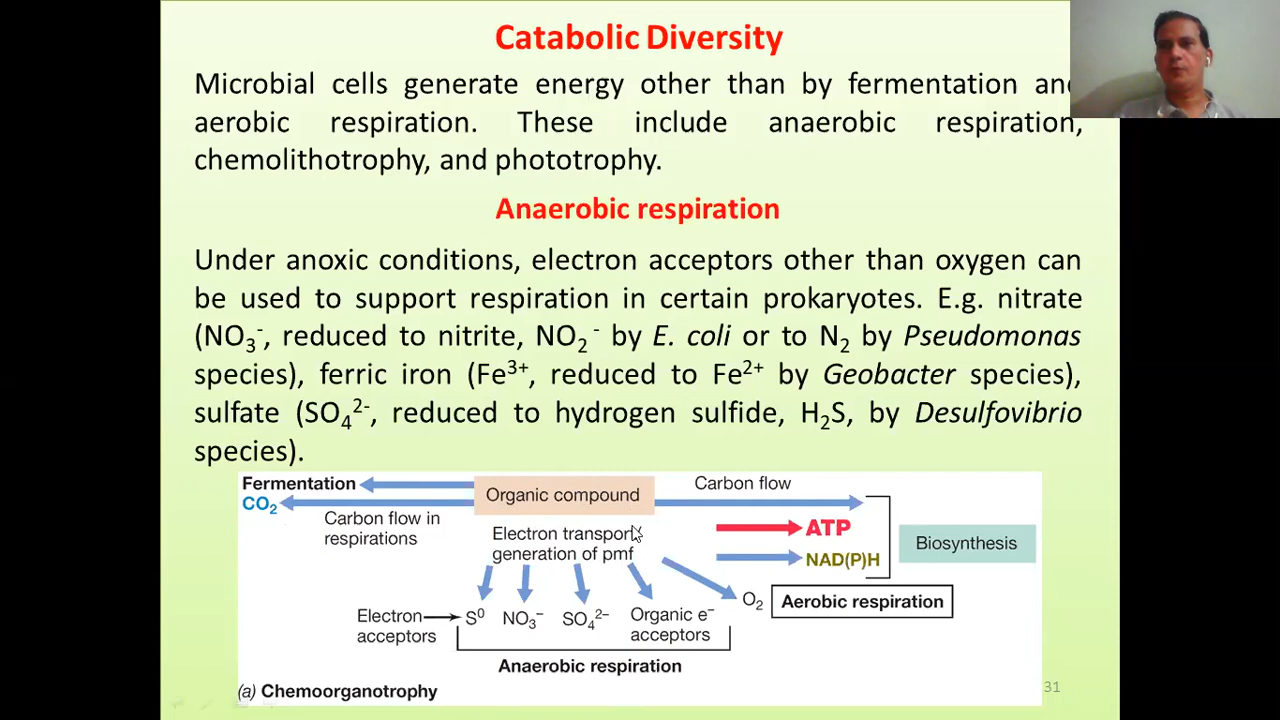 Catabolic Diversity
Microbial cells generate energy other than by fermentation and
aerobic respiration. These include anaerobic respiration,
chemolithotrophy, and phototrophy.
Anaerobic respiration
Under anoxic conditions, electron acceptors other than oxygen can
be used to support respiration in certain prokaryotes. E.g. nitrate
(NO₃⁻, reduced to nitrite, NO₂ ⁻ by E. coli or to N₂ by Pseudomonas
species), ferric iron (Fe³⁺, reduced to Fe²⁺ by Geobacter species),
sulfate (SO₄²⁻, reduced to hydrogen sulfide, H₂S, by Desulfovibrio
species).
Fermentation
CO₂
Carbon flow in
respirations
Organic compound
Carbon flow
Electron transport
generation of pmf
ATP
NAD(P)H
Biosynthesis
Electron
acceptors
S⁰ NO₃⁻ SO₄²⁻
Organic e⁻
acceptors
O₂
Aerobic respiration
Anaerobic respiration
(a) Chemoorganotrophy
31